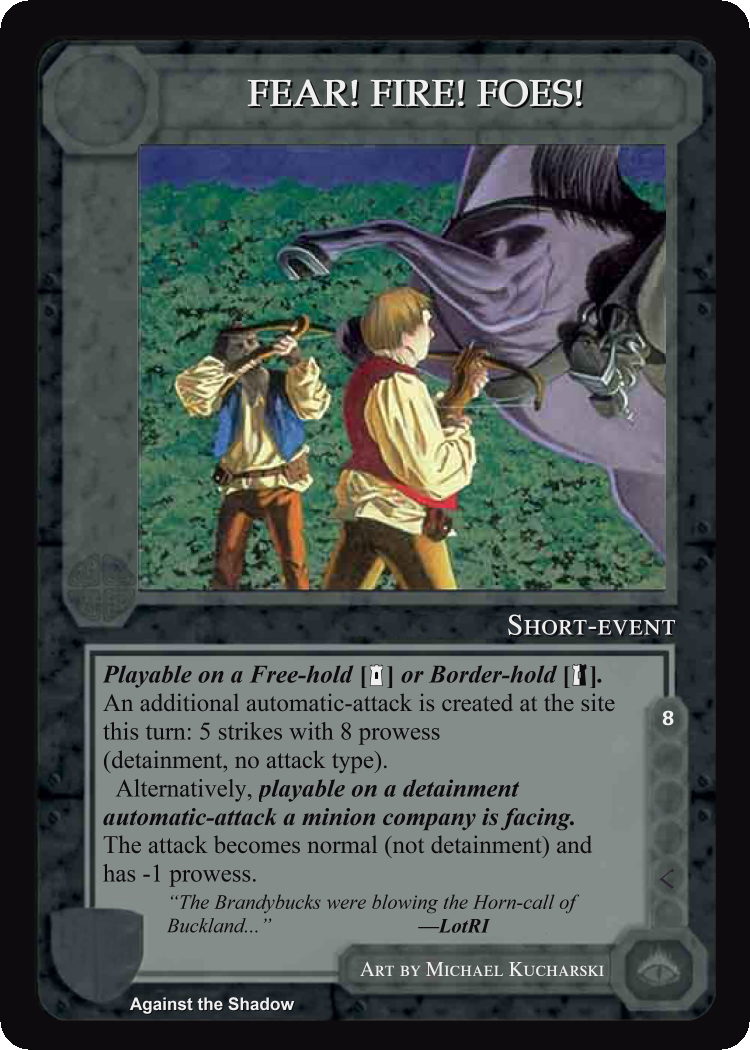 FEAR! FIRE! FOES!
SHORT-EVENT
Playable on a Free-hold [] or Border-hold [].
An additional automatic-attack is created at the site
this turn: 5 strikes with 8 prowess
(detainment, no attack type).
8
Alternatively, playable on a detainment
automatic-attack a minion company is facing.
The attack becomes normal (not detainment) and
has -1 prowess.
“The Brandybucks were blowing the Horn-call of
Buckland...” —LotRI
ART BY MICHAEL KUCHARSKI
Against the Shadow